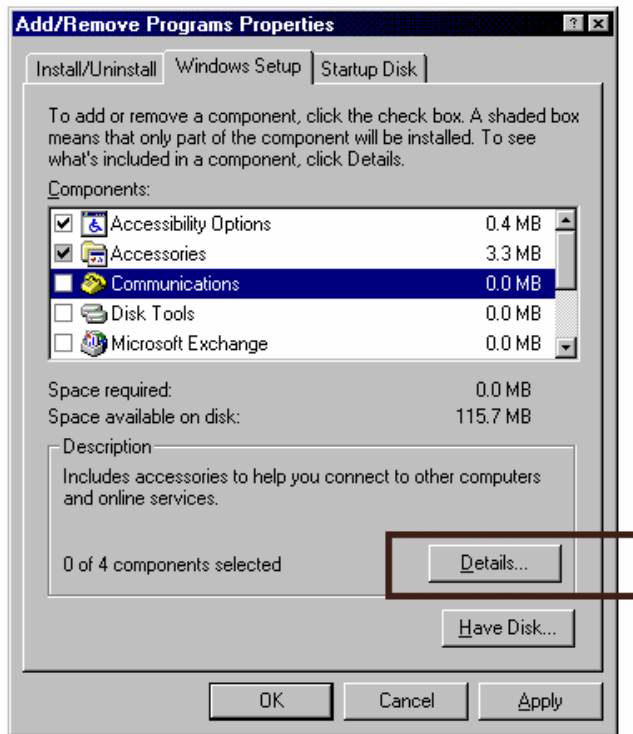 Add/Remove Programs Properties
Install/Uninstall Windows Setup Startup Disk
To add or remove a component, click the check box. A shaded box
means that only part of the component will be installed. To see
what's included in a component, click Details.
Components:
Accessibility Options 0.4 MB
Accessories 3.3 MB
Communications 0.0 MB
Disk Tools 0.0 MB
Microsoft Exchange 0.0 MB
Space required: 0.0 MB
Space available on disk: 115.7 MB
Description
Includes accessories to help you connect to other computers
and online services.
0 of 4 components selected Details...
Have Disk...
OK Cancel Apply